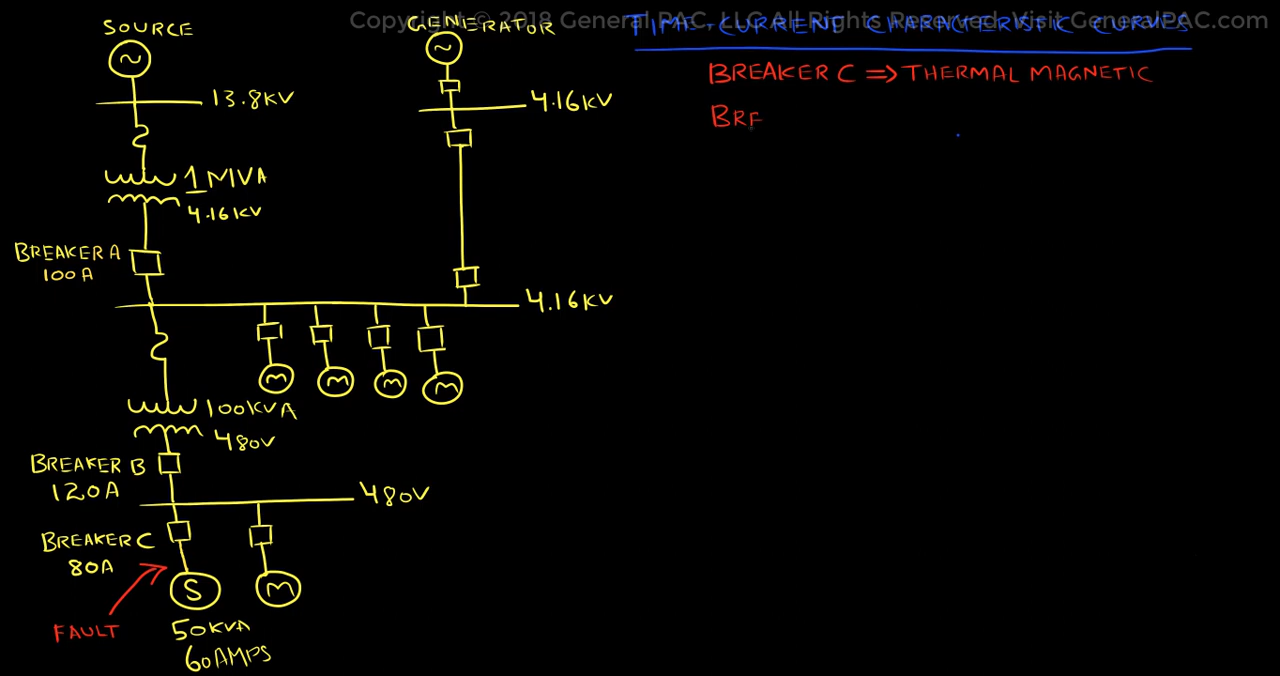 Copyright © 2018 General PAC, LLC All Rights Reserved. Visit GeneralPAC.com
TIME-CURRENT CHARACTERISTIC CURVES
SOURCE
GENERATOR
BREAKER C => THERMAL MAGNETIC
13.8KV
4.16KV
BRE
1 MVA
4.16KV
BREAKER A
100A
4.16KV
M M M M
100KVA
480V
BREAKER B
120A
480V
BREAKER C
80A
S M
FAULT
50KVA
60AMPS